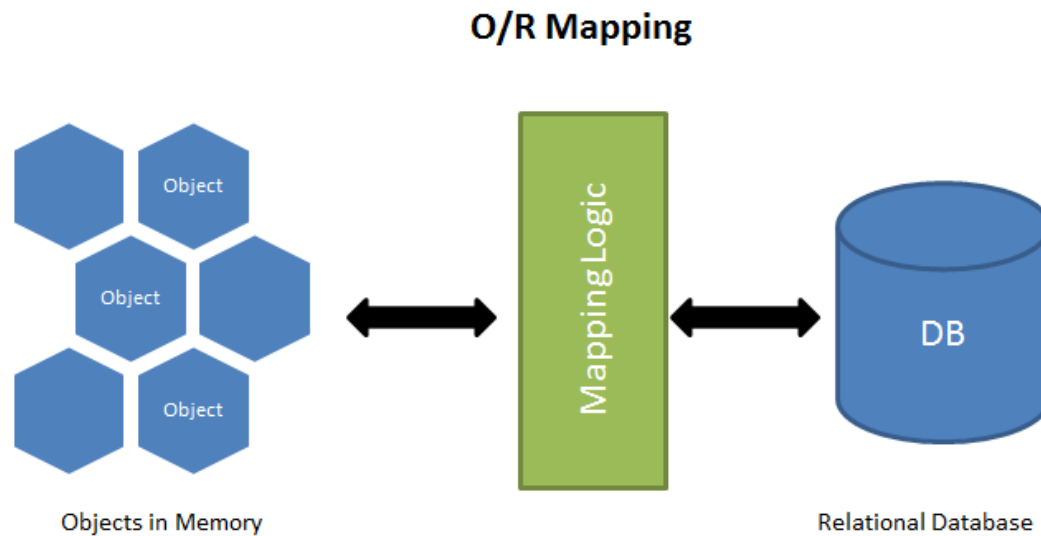 O/R Mapping
Object
Object
Object
Mapping Logic
DB
Objects in Memory
Relational Database